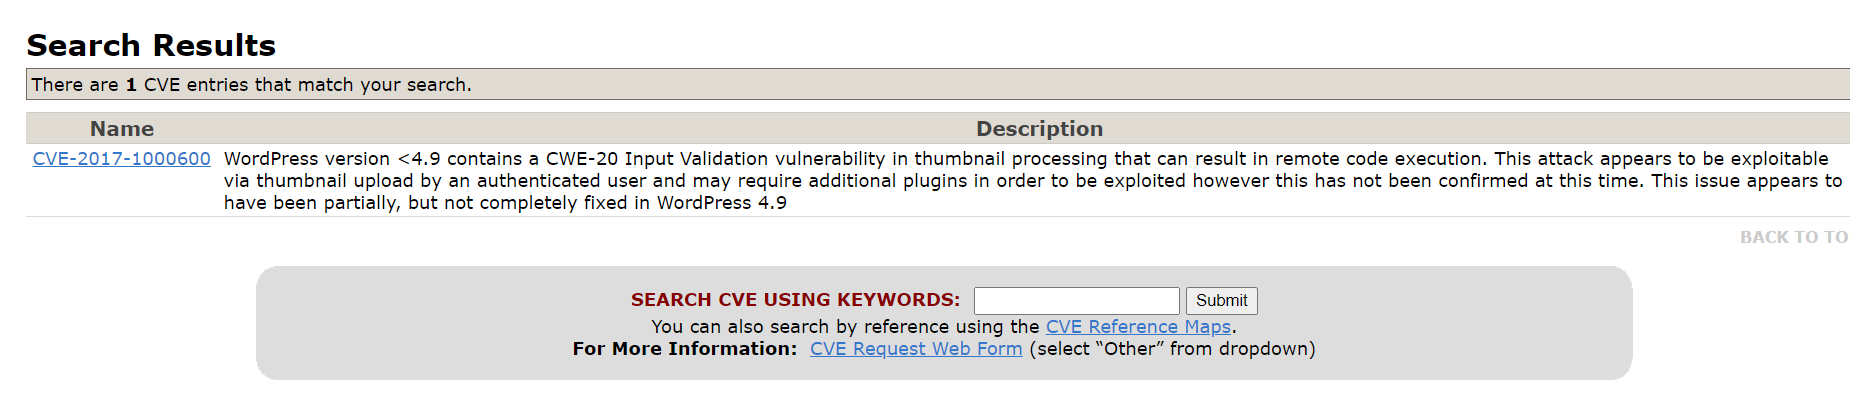 Search Results
There are 1 CVE entries that match your search.
Name Description
CVE-2017-1000600 WordPress version <4.9 contains a CWE-20 Input Validation vulnerability in thumbnail processing that can result in remote code execution. This attack appears to be exploitable
via thumbnail upload by an authenticated user and may require additional plugins in order to be exploited however this has not been confirmed at this time. This issue appears to
have been partially, but not completely fixed in WordPress 4.9
BACK TO TO
SEARCH CVE USING KEYWORDS: Submit
You can also search by reference using the CVE Reference Maps.
For More Information: CVE Request Web Form (select “Other” from dropdown)